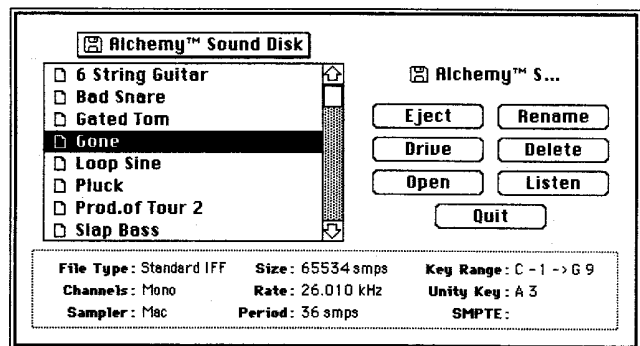 Alchemy™ Sound Disk
6 String Guitar
Bad Snare
Gated Tom
Gone
Loop Sine
Pluck
Prod.of Tour 2
Slap Bass
Alchemy™ S...
Eject Rename
Drive Delete
Open Listen
Quit
File Type: Standard IFF Size: 65534 smps Key Range: C -1 -> G 9
Channels: Mono Rate: 26.010 kHz Unity Key: A 3
Sampler: Mac Period: 36 smps SMPTE: